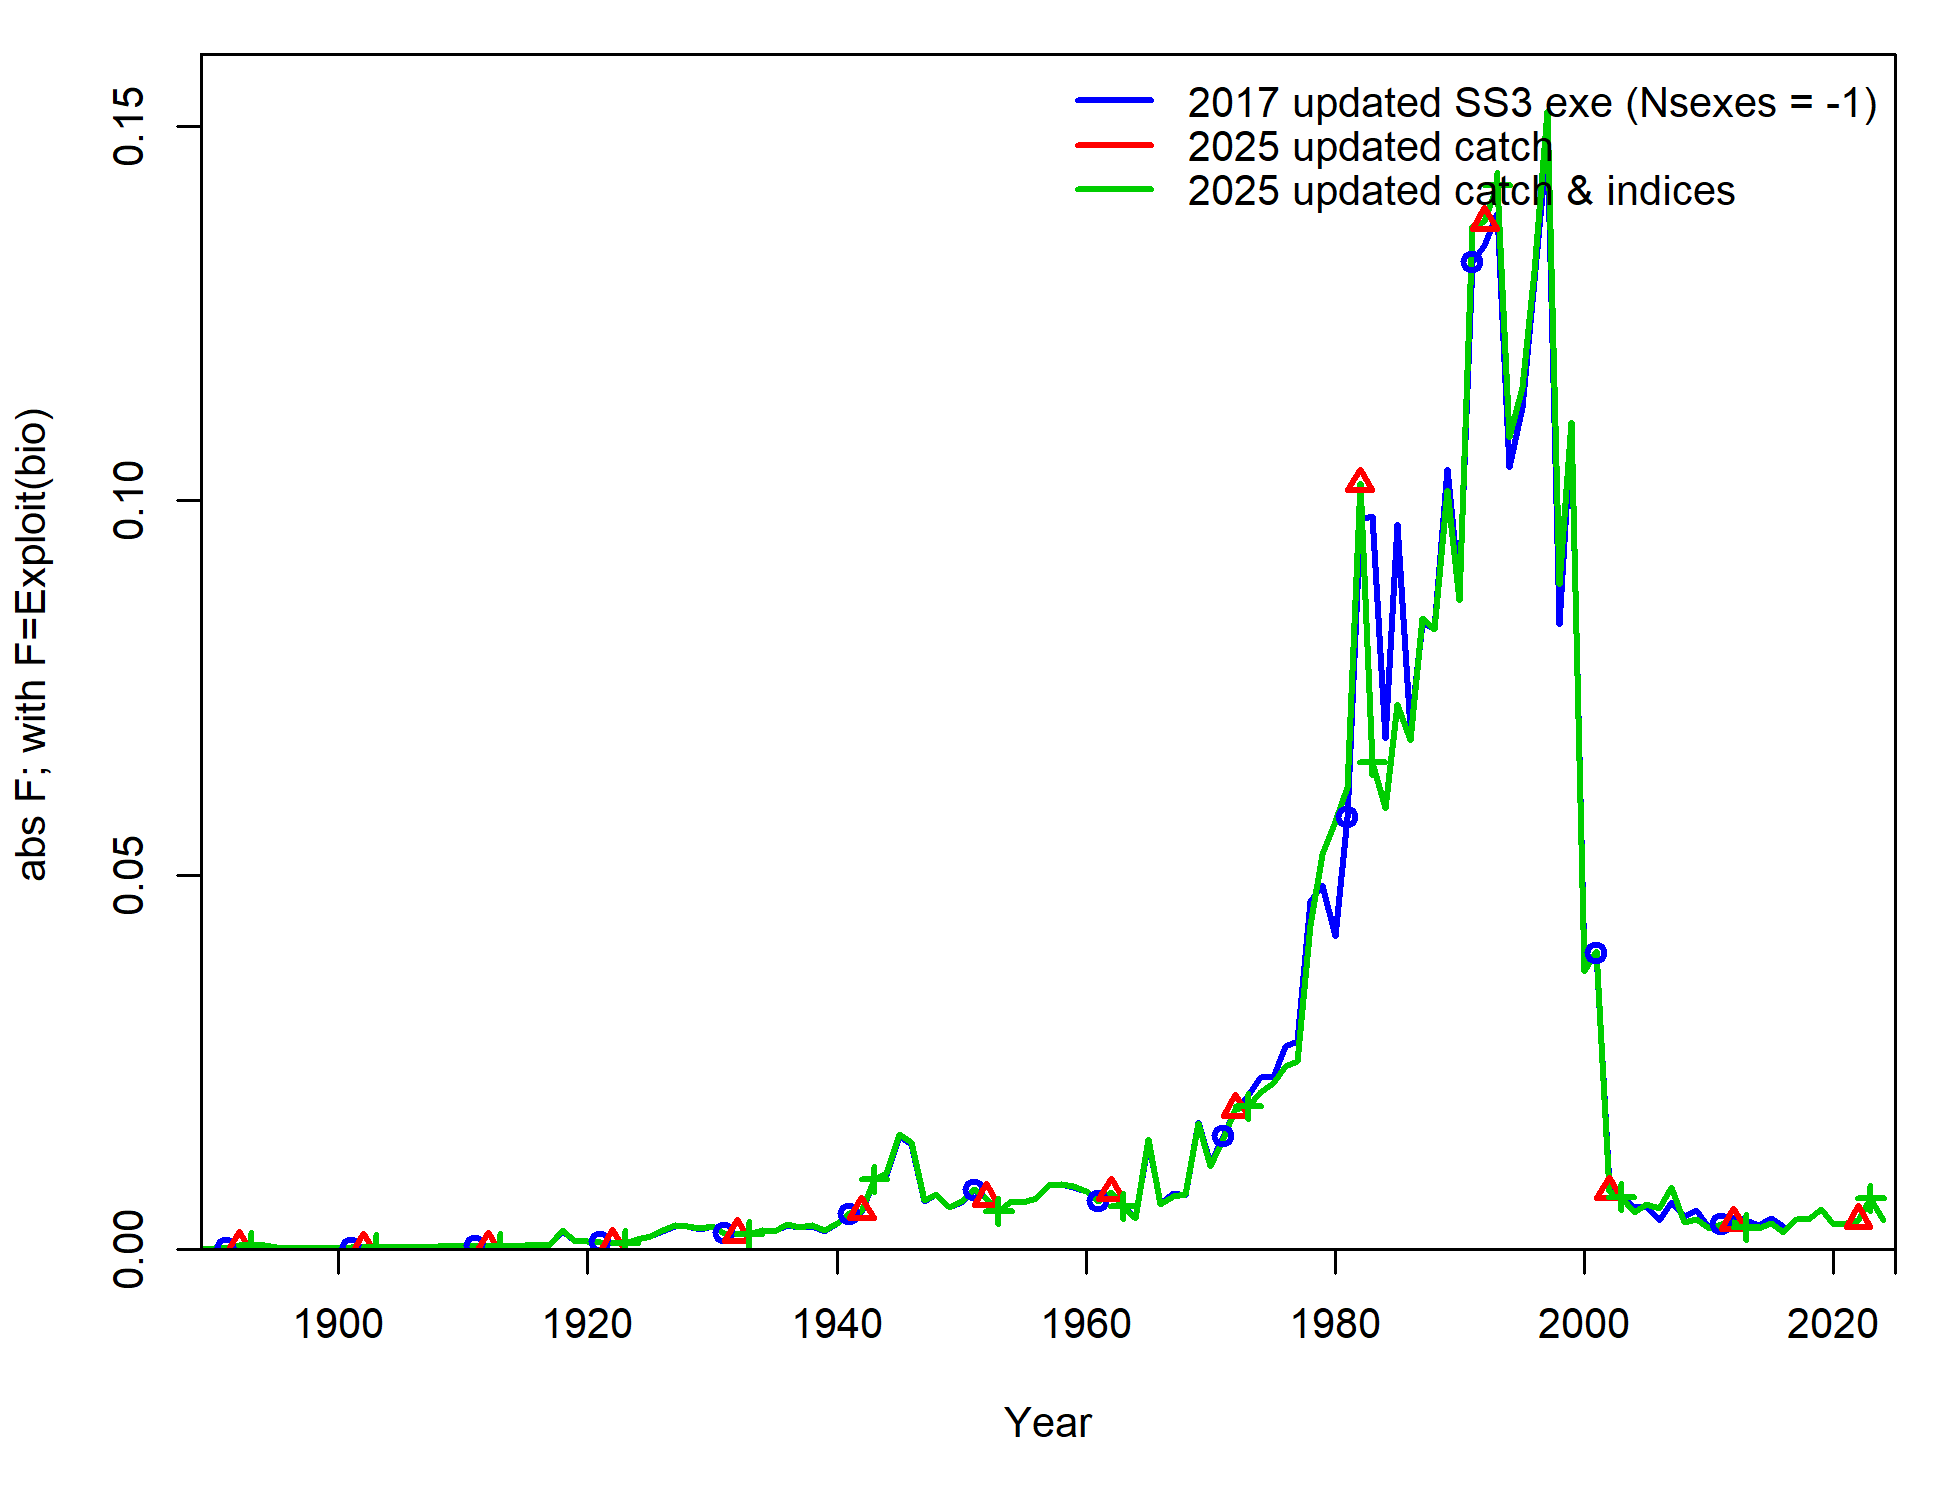 2017 updated SS3 exe (Nsexes = -1)
2025 updated catch
2025 updated catch & indices
abs F; with F=Exploit(bio)
0.15
0.10
0.05
0.00
1900 1920 1940 1960 1980 2000 2020
Year